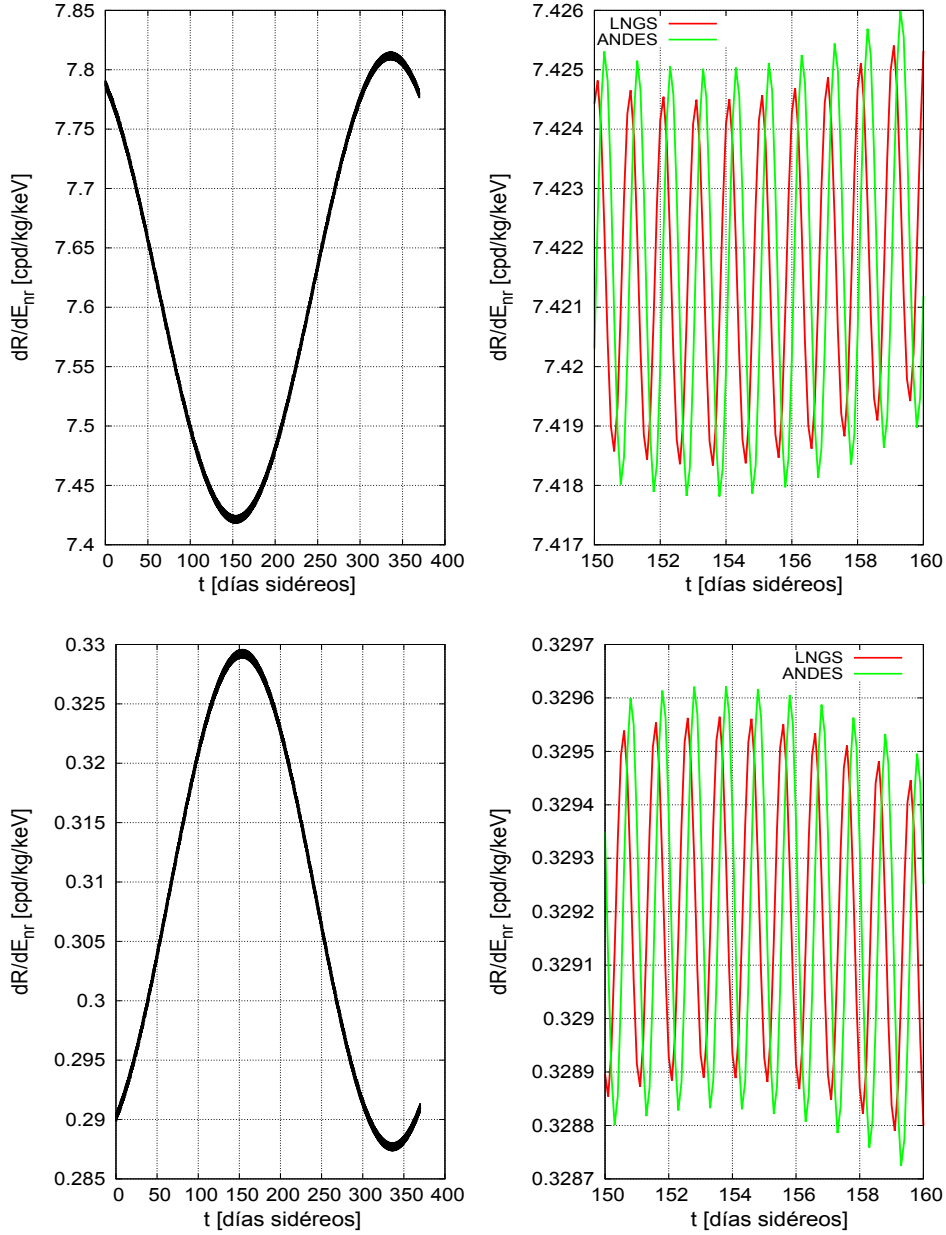 7.85
7.8
7.75
7.7
7.65
7.6
7.55
7.5
7.45
7.4
0 50 100 150 200 250 300 350 400
dR/dE_nr [cpd/kg/keV]
t [días sidéreos]
7.426
7.425
7.424
7.423
7.422
7.421
7.42
7.419
7.418
7.417
150 152 154 156 158 160
dR/dE_nr [cpd/kg/keV]
t [días sidéreos]
LNGS
ANDES
0.33
0.325
0.32
0.315
0.31
0.305
0.3
0.295
0.29
0.285
0 50 100 150 200 250 300 350 400
dR/dE_nr [cpd/kg/keV]
t [días sidéreos]
0.3297
0.3296
0.3295
0.3294
0.3293
0.3292
0.3291
0.329
0.3289
0.3288
0.3287
150 152 154 156 158 160
dR/dE_nr [cpd/kg/keV]
t [días sidéreos]
LNGS
ANDES